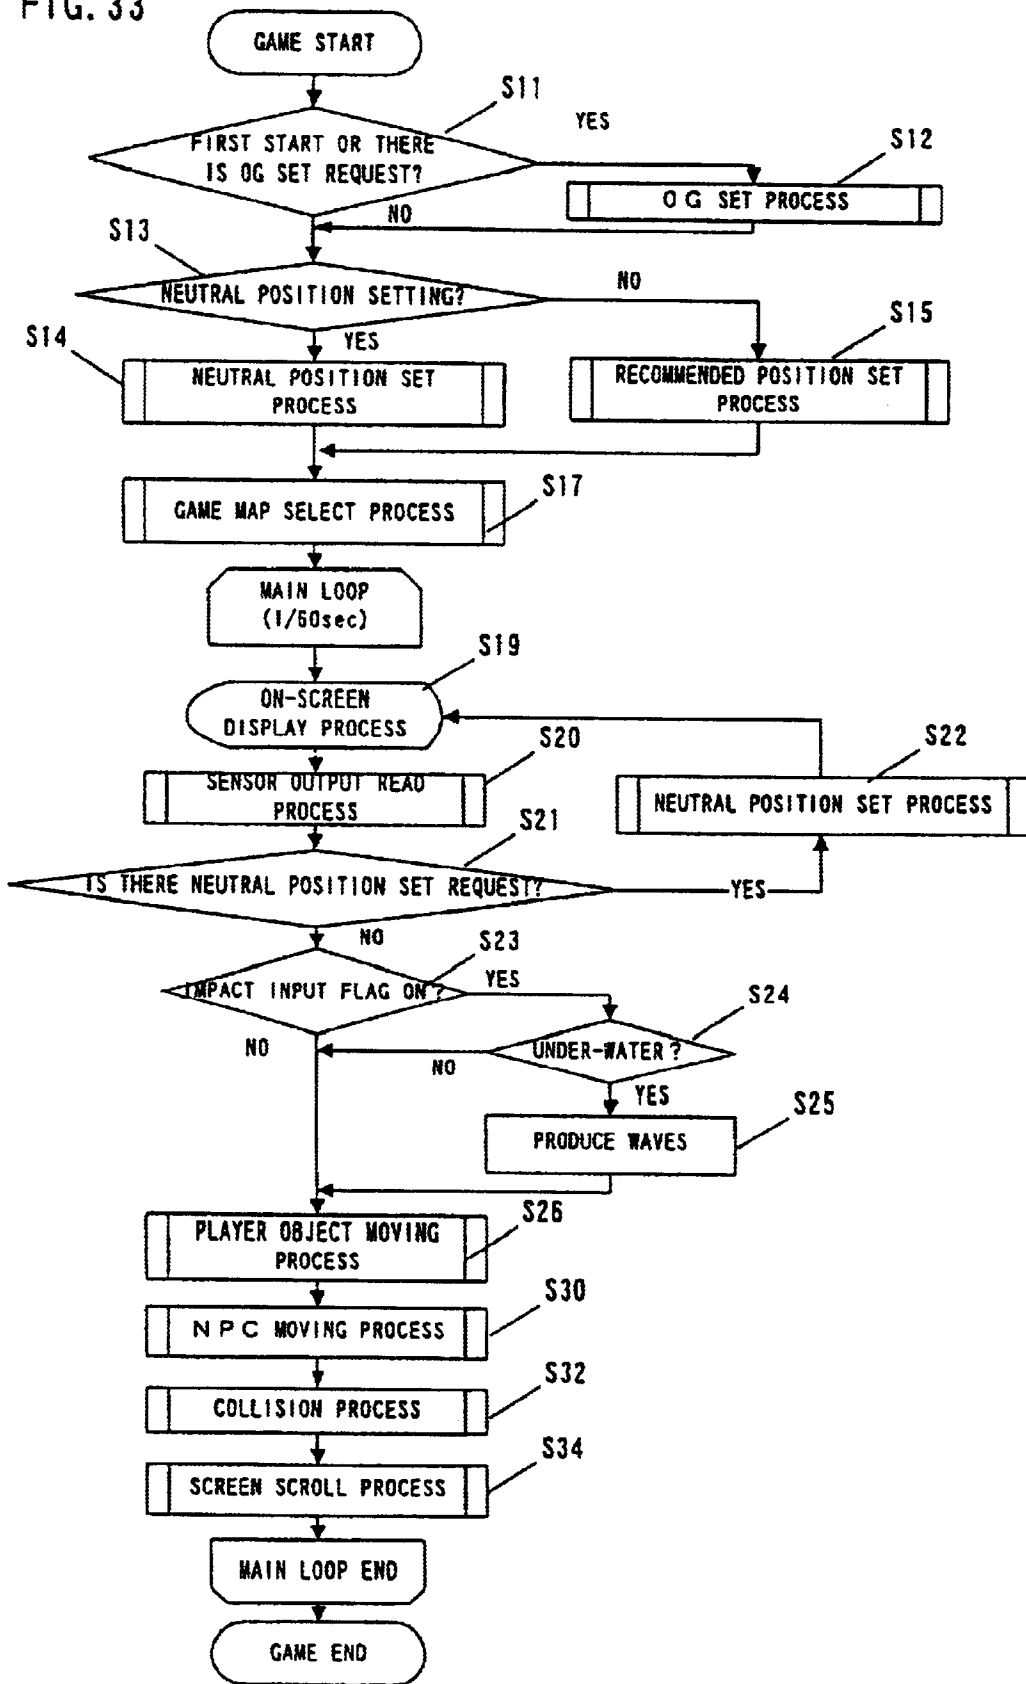 FIG. 33
GAME START
S11
FIRST START OR THERE
IS OG SET REQUEST?
YES
S12
O G SET PROCESS
NO
S13
NEUTRAL POSITION SETTING?
NO
YES
S14
NEUTRAL POSITION SET
PROCESS
S15
RECOMMENDED POSITION SET
PROCESS
S17
GAME MAP SELECT PROCESS
MAIN LOOP
(1/60sec)
S19
ON-SCREEN
DISPLAY PROCESS
S20
SENSOR OUTPUT READ
PROCESS
S22
NEUTRAL POSITION SET PROCESS
S21
IS THERE NEUTRAL POSITION SET REQUEST?
YES
NO
S23
IMPACT INPUT FLAG ON?
YES
S24
UNDER-WATER?
NO
NO
YES
S25
PRODUCE WAVES
S26
PLAYER OBJECT MOVING
PROCESS
S30
N P C MOVING PROCESS
S32
COLLISION PROCESS
S34
SCREEN SCROLL PROCESS
MAIN LOOP END
GAME END